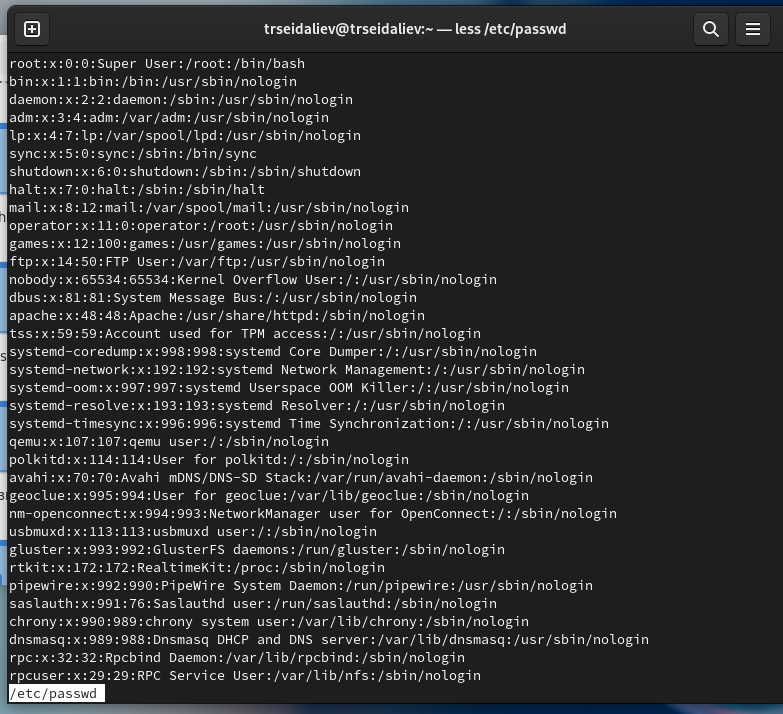 trseidaliev@trseidaliev:~ — less /etc/passwd
root:x:0:0:Super User:/root:/bin/bash
bin:x:1:1:bin:/bin:/usr/sbin/nologin
daemon:x:2:2:daemon:/sbin:/usr/sbin/nologin
adm:x:3:4:adm:/var/adm:/usr/sbin/nologin
lp:x:4:7:lp:/var/spool/lpd:/usr/sbin/nologin
sync:x:5:0:sync:/sbin:/bin/sync
shutdown:x:6:0:shutdown:/sbin:/sbin/shutdown
halt:x:7:0:halt:/sbin:/sbin/halt
mail:x:8:12:mail:/var/spool/mail:/usr/sbin/nologin
operator:x:11:0:operator:/root:/usr/sbin/nologin
games:x:12:100:games:/usr/games:/usr/sbin/nologin
ftp:x:14:50:FTP User:/var/ftp:/usr/sbin/nologin
nobody:x:65534:65534:Kernel Overflow User:/:/usr/sbin/nologin
dbus:x:81:81:System Message Bus:/:/usr/sbin/nologin
apache:x:48:48:Apache:/usr/share/httpd:/sbin/nologin
tss:x:59:59:Account used for TPM access:/:/usr/sbin/nologin
systemd-coredump:x:998:998:systemd Core Dumper:/:/usr/sbin/nologin
systemd-network:x:192:192:systemd Network Management:/:/usr/sbin/nologin
systemd-oom:x:997:997:systemd Userspace OOM Killer:/:/usr/sbin/nologin
systemd-resolve:x:193:193:systemd Resolver:/:/usr/sbin/nologin
systemd-timesync:x:996:996:systemd Time Synchronization:/:/usr/sbin/nologin
qemu:x:107:107:qemu user:/:/sbin/nologin
polkitd:x:114:114:User for polkitd:/:/sbin/nologin
avahi:x:70:70:Avahi mDNS/DNS-SD Stack:/var/run/avahi-daemon:/sbin/nologin
geoclue:x:995:994:User for geoclue:/var/lib/geoclue:/sbin/nologin
nm-openconnect:x:994:993:NetworkManager user for OpenConnect:/:/sbin/nologin
usbmuxd:x:113:113:usbmuxd user:/:/sbin/nologin
gluster:x:993:992:GlusterFS daemons:/run/gluster:/sbin/nologin
rtkit:x:172:172:RealtimeKit:/proc:/sbin/nologin
pipewire:x:992:990:PipeWire System Daemon:/run/pipewire:/usr/sbin/nologin
saslauth:x:991:76:Saslauthd user:/run/saslauthd:/sbin/nologin
chrony:x:990:989:chrony system user:/var/lib/chrony:/sbin/nologin
dnsmasq:x:989:988:Dnsmasq DHCP and DNS server:/var/lib/dnsmasq:/usr/sbin/nologin
rpc:x:32:32:Rpcbind Daemon:/var/lib/rpcbind:/sbin/nologin
rpcuser:x:29:29:RPC Service User:/var/lib/nfs:/sbin/nologin
/etc/passwd